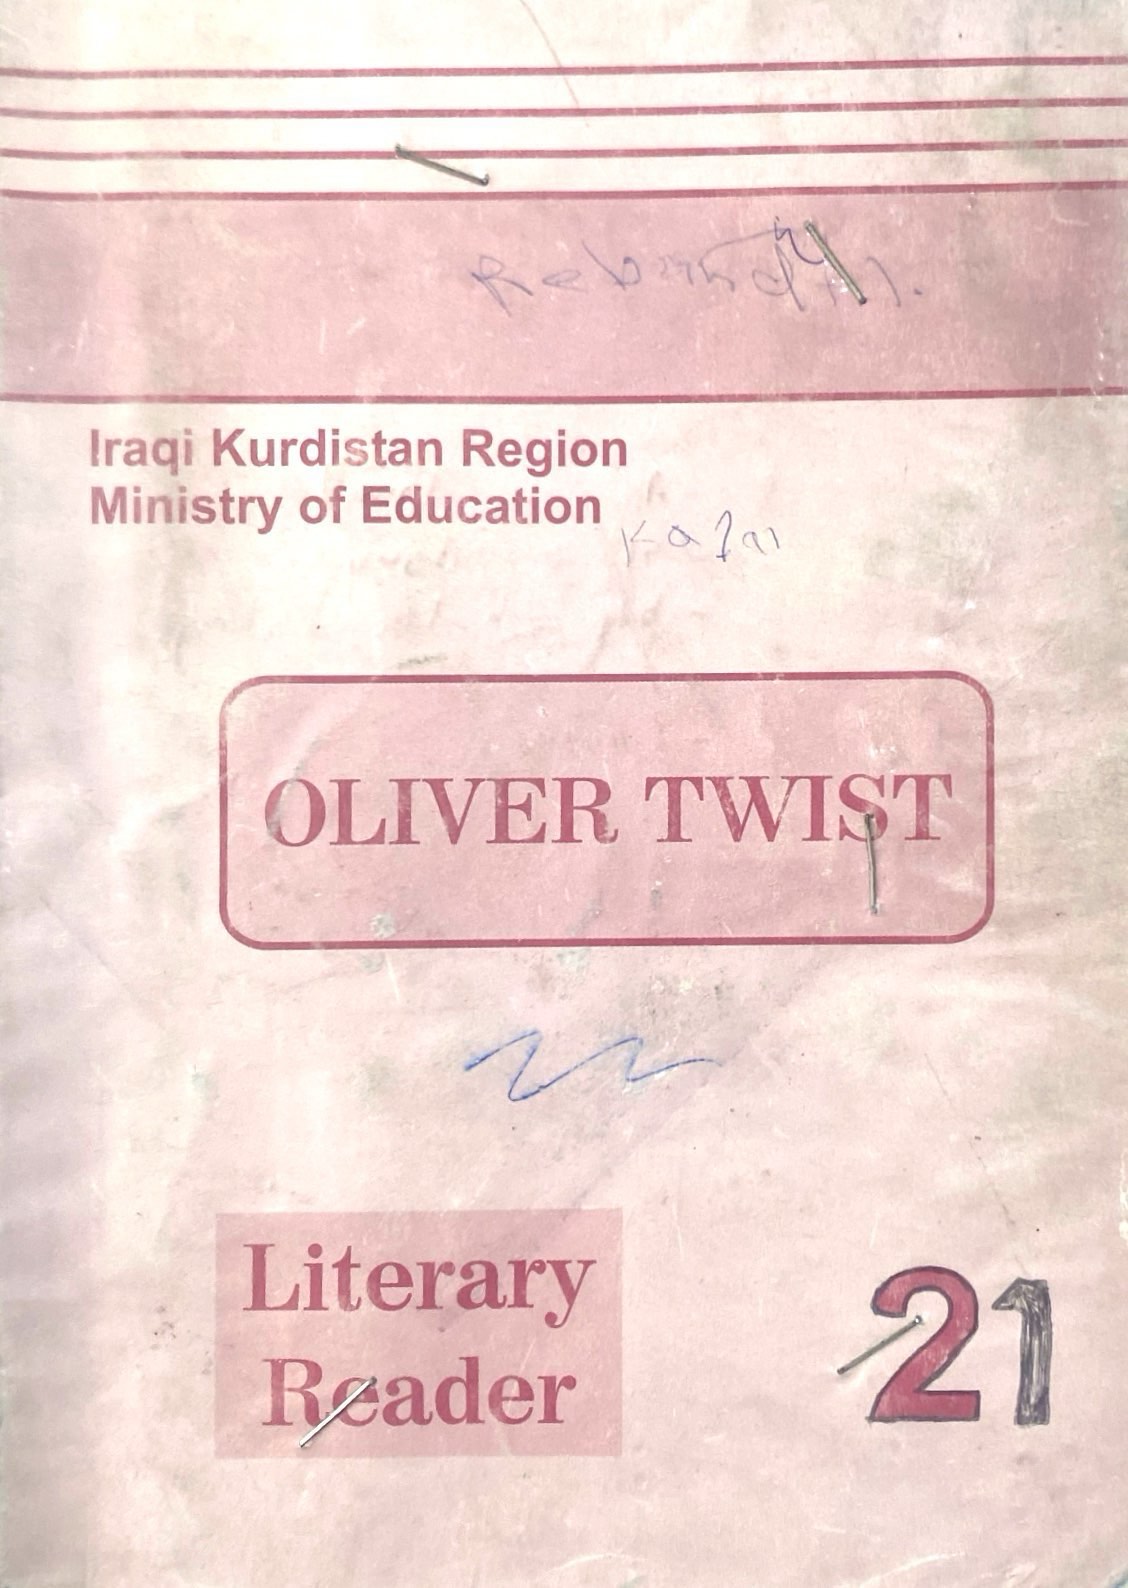 Iraqi Kurdistan Region
Ministry of Education
OLIVER TWIST
Literary
Reader
21